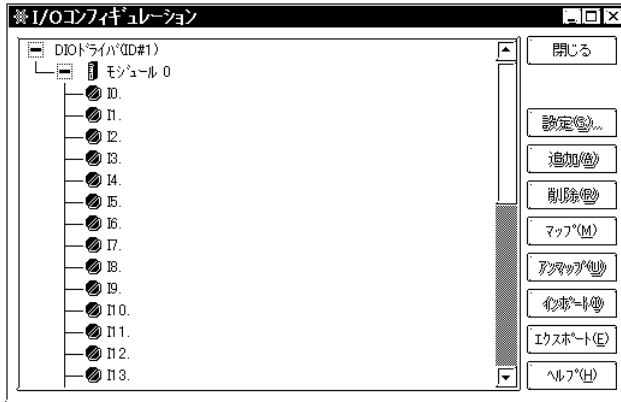 I/Oコンフィギュレーション
DIOドライバ(ID#1)
モジュール 0
I0.
I1.
I2.
I3.
I4.
I5.
I6.
I7.
I8.
I9.
I10.
I11.
I12.
I13.
閉じる
設定(S)...
追加(A)
削除(R)
マップ(M)
アンマップ(U)
インポート(I)
エクスポート(E)
ヘルプ(H)